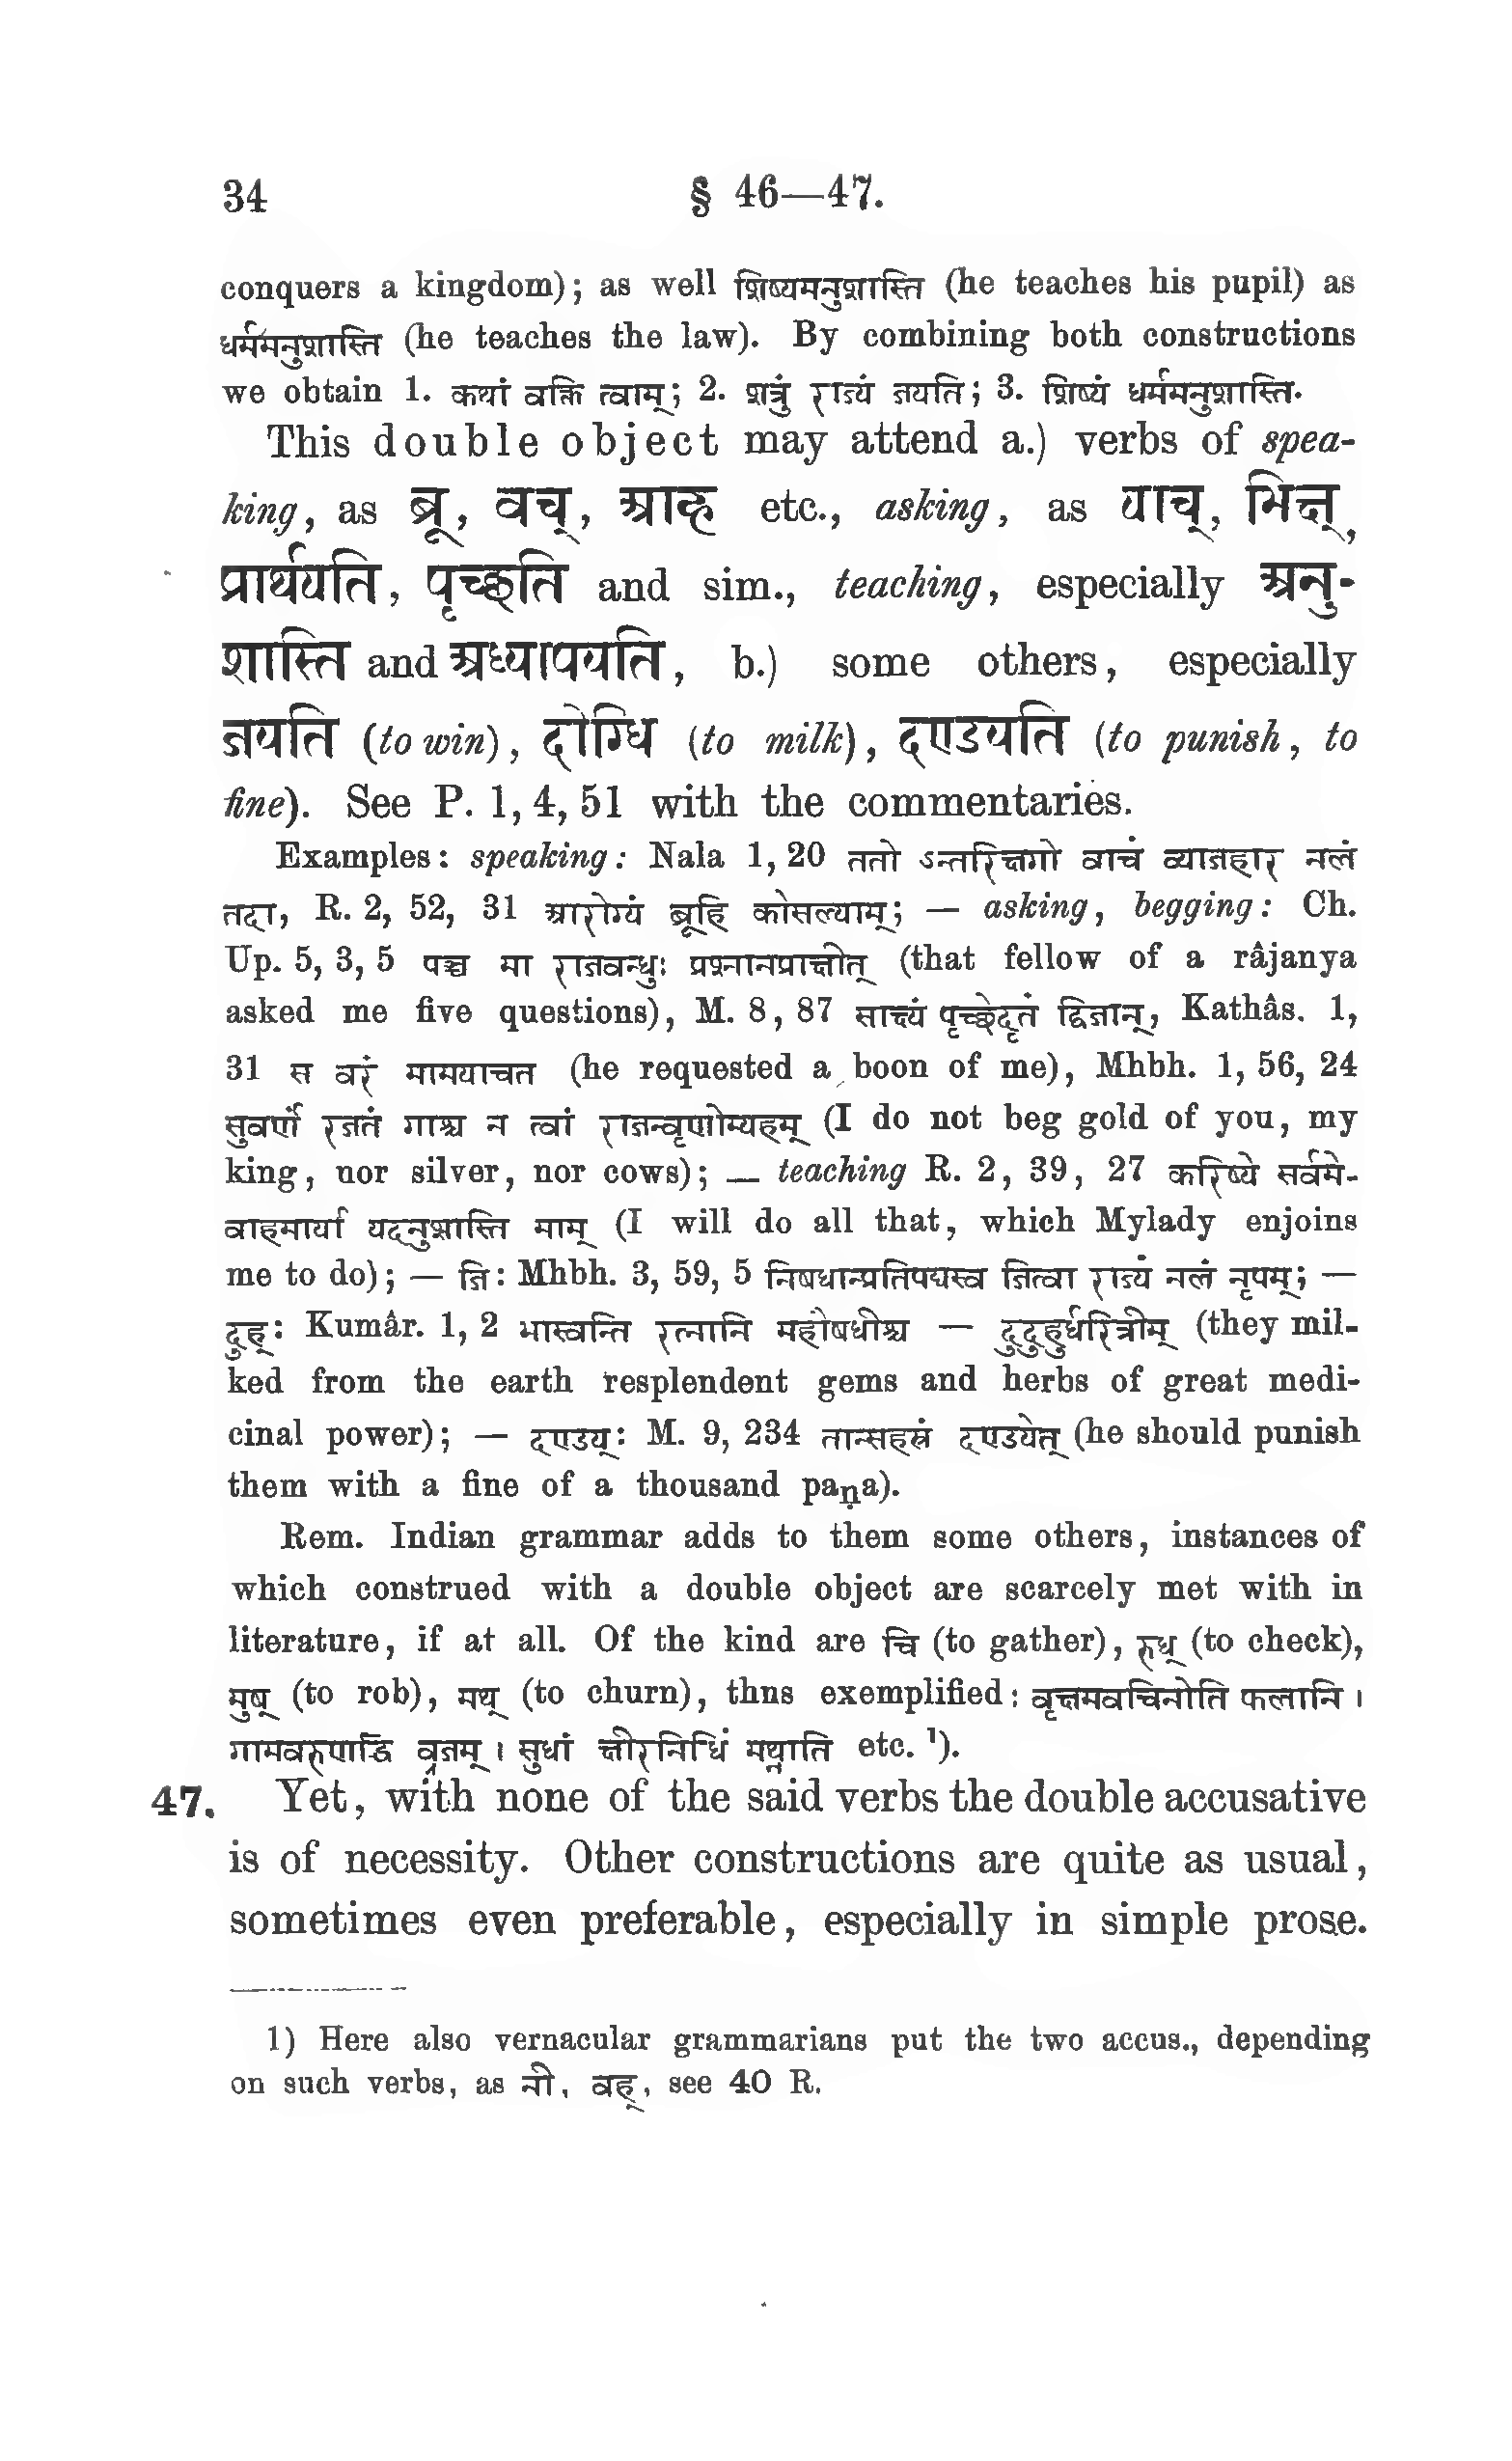 34 § 46—47.
conquers a kingdom); as well शिष्यमनुशास्ति (he teaches his pupil) as
धर्ममनुशास्ति (he teaches the law). By combining both constructions
we obtain 1. कथां वक्ति त्वाम्; 2. शत्रुं राज्यं जयति; 3. शिष्यं धर्ममनुशास्ति.
This double object may attend a.) verbs of spea-
king, as ब्रू, वच्, प्राह etc., asking, as याच्, भिक्ष्,
प्रार्थयति, पृच्छति and sim., teaching, especially अनु-
शास्ति and अध्यापयति, b.) some others, especially
जयति (to win), दोग्धि (to milk), दण्डयति (to punish, to
fine). See P. 1, 4, 51 with the commentaries.
Examples: speaking: Nala 1, 20 ततो ऽन्तरिक्षगो वाचं व्याजहार नलं
तदा, R. 2, 52, 31 आरोग्यं ब्रूहि कोसल्याम्; — asking, begging: Ch.
Up. 5, 3, 5 पञ्च मा राजबन्धुः प्रश्नानप्राक्षीत् (that fellow of a râjanya
asked me five questions), M. 8, 87 साक्ष्यं पृच्छेदृतं द्विजान्, Kathâs. 1,
31 स वरं मामयाचत (he requested a boon of me), Mhbh. 1, 56, 24
सुवर्णं रजतं गाश्च न त्वां राजन्वृणोम्यहम् (I do not beg gold of you, my
king, nor silver, nor cows); — teaching R. 2, 39, 27 करिष्ये सर्वमे-
वाहमार्या यदनुशास्ति माम् (I will do all that, which Mylady enjoins
me to do); — जि: Mhbh. 3, 59, 5 निषधान्प्रतिपद्यस्व जित्वा राज्यं नलं नृपम्; —
दुह्: Kumâr. 1, 2 भास्वन्ति रत्नानि महौषधीश्च — दुदुहुर्धरित्रीम् (they mil-
ked from the earth resplendent gems and herbs of great medi-
cinal power); — दण्डय्: M. 9, 234 तान्सहस्रं दण्डयेत् (he should punish
them with a fine of a thousand paṇa).
Rem. Indian grammar adds to them some others, instances of
which construed with a double object are scarcely met with in
literature, if at all. Of the kind are चि (to gather), रुध् (to check),
मुष् (to rob), मथ् (to churn), thns exemplified: वृक्षमवचिनोति फलानि ।
गामवरुणद्धि व्रजम् । सुधां क्षीरनिधिं मथ्नाति etc. ¹).
47. Yet, with none of the said verbs the double accusative
is of necessity. Other constructions are quite as usual,
sometimes even preferable, especially in simple prose.
1) Here also vernacular grammarians put the two accus., depending
on such verbs, as नी, वह्, see 40 R.